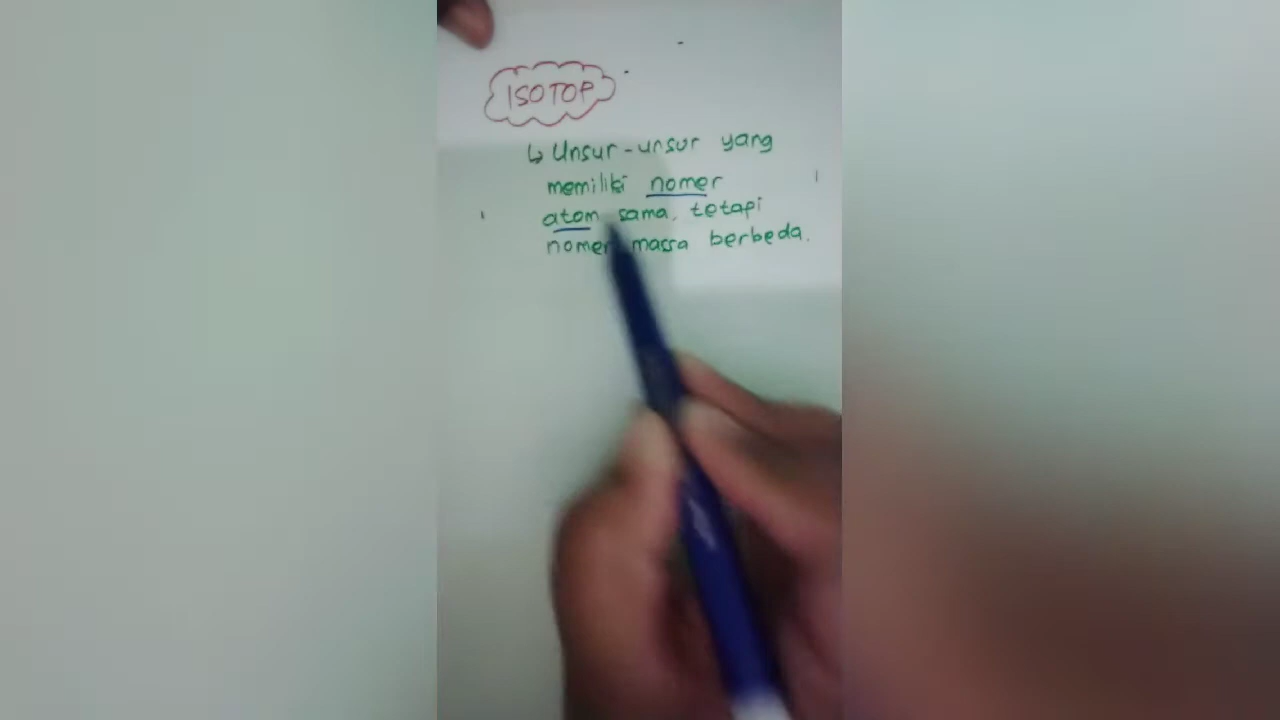 ISOTOP
↳ Unsur-unsur yang
memiliki nomer
atom sama, tetapi
nomer massa berbeda.